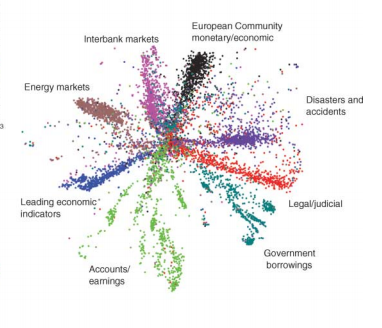 European Community
Interbank markets
monetary/economic
Energy markets
Disasters and
accidents
3
Leading economic
indicators
Legal/judicial
Government
borrowings
Accounts/
earnings